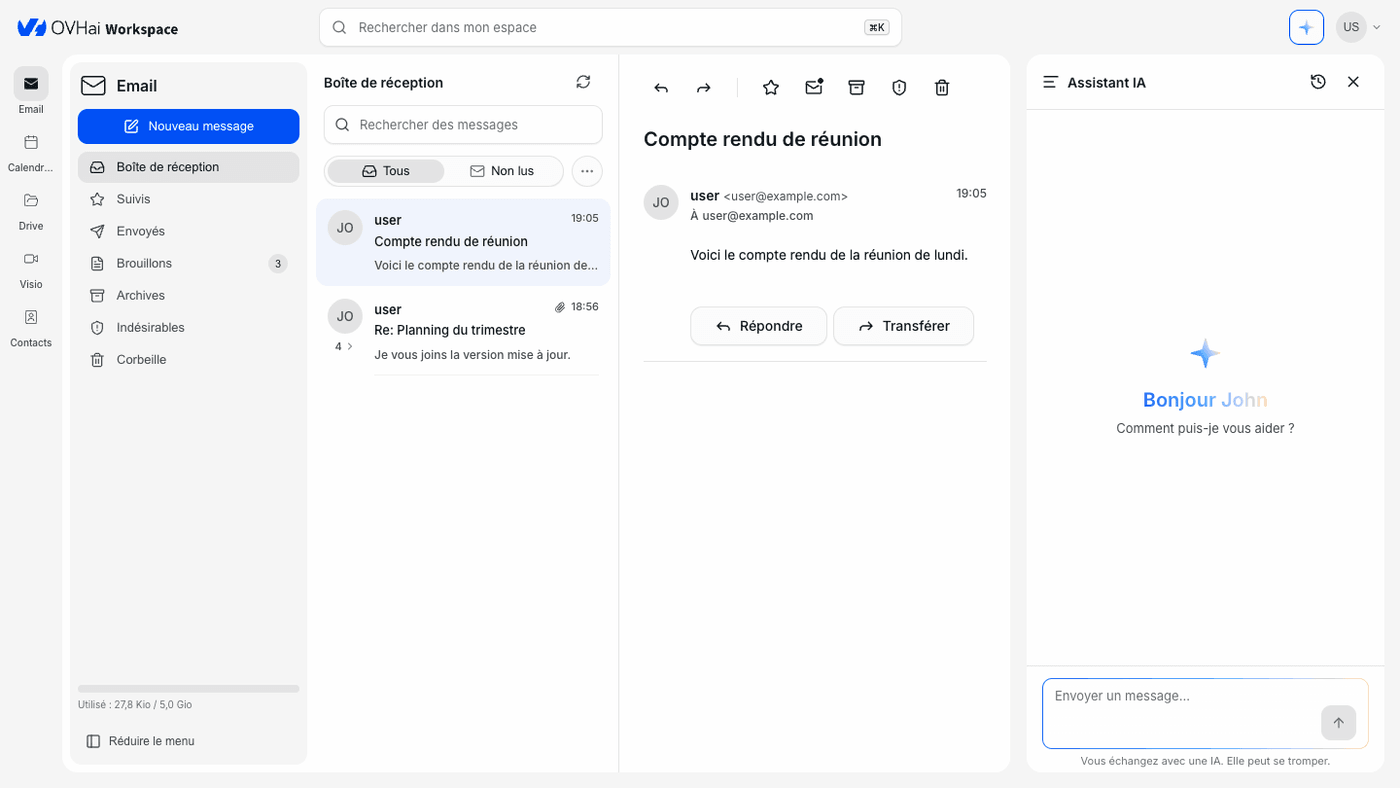 OVHai Workspace
Rechercher dans mon espace
⌘K
US
Email
Calendr...
Drive
Visio
Contacts
Email
Nouveau message
Boîte de réception
Suivis
Envoyés
Brouillons
3
Archives
Indésirables
Corbeille
Utilisé : 27,8 Kio / 5,0 Gio
Réduire le menu
Boîte de réception
Rechercher des messages
Tous
Non lus
JO
user
19:05
Compte rendu de réunion
Voici le compte rendu de la réunion de...
JO
user
18:56
4
Re: Planning du trimestre
Je vous joins la version mise à jour.
Compte rendu de réunion
JO
user <user@example.com>
19:05
À user@example.com
Voici le compte rendu de la réunion de lundi.
Répondre
Transférer
Assistant IA
Bonjour John
Comment puis-je vous aider ?
Envoyer un message...
Vous échangez avec une IA. Elle peut se tromper.